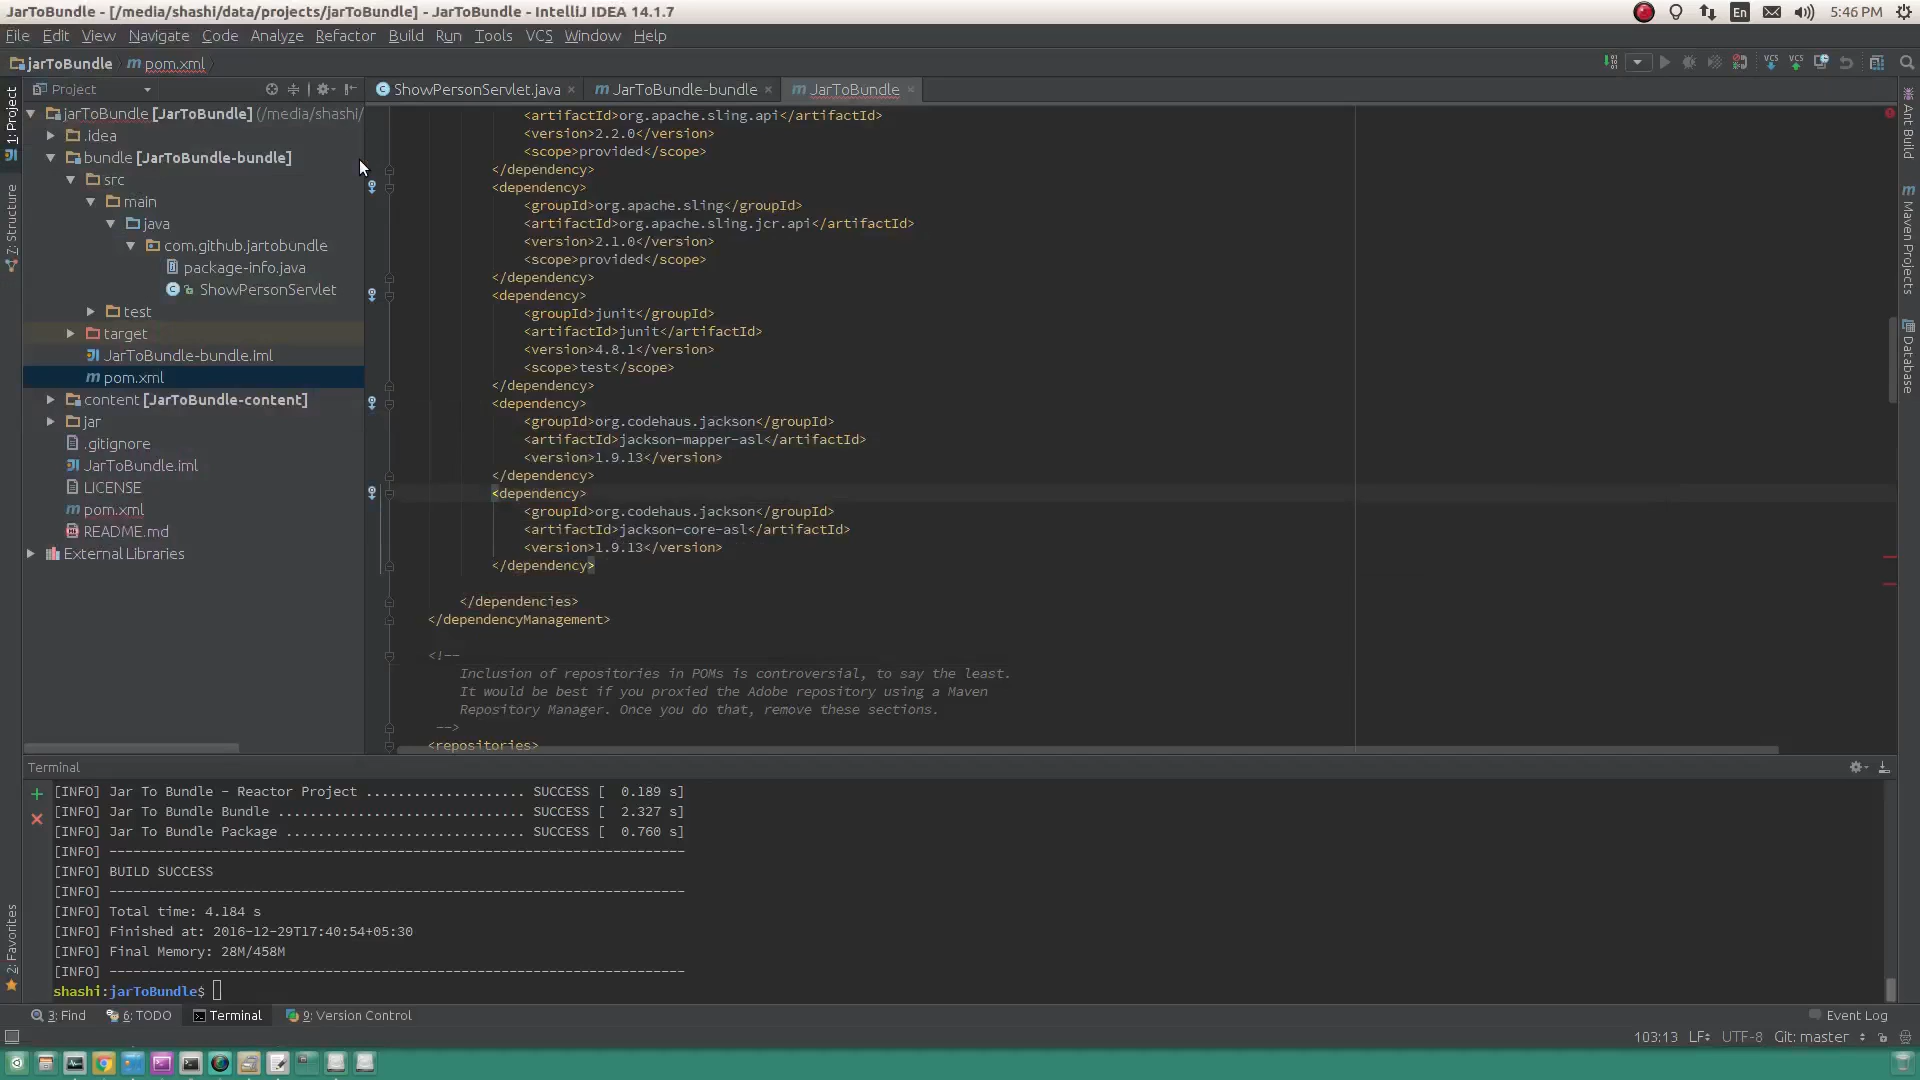 JarToBundle - [/media/shashi/data/projects/jarToBundle] - JarToBundle - IntelliJ IDEA 14.1.7
En
5:46 PM
File Edit View Navigate Code Analyze Refactor Build Run Tools VCS Window Help
jarToBundle
pom.xml
VCS
VCS
Project
ShowPersonServlet.java
JarToBundle-bundle
JarToBundle
1: Project
7: Structure
2: Favorites
jarToBundle [JarToBundle] (/media/shashi/
.idea
bundle [JarToBundle-bundle]
src
main
java
com.github.jartobundle
package-info.java
ShowPersonServlet
test
target
JarToBundle-bundle.iml
pom.xml
content [JarToBundle-content]
jar
.gitignore
JarToBundle.iml
LICENSE
pom.xml
README.md
External Libraries
<artifactId>org.apache.sling.api</artifactId>
<version>2.2.0</version>
<scope>provided</scope>
</dependency>
<dependency>
<groupId>org.apache.sling</groupId>
<artifactId>org.apache.sling.jcr.api</artifactId>
<version>2.1.0</version>
<scope>provided</scope>
</dependency>
<dependency>
<groupId>junit</groupId>
<artifactId>junit</artifactId>
<version>4.8.1</version>
<scope>test</scope>
</dependency>
<dependency>
<groupId>org.codehaus.jackson</groupId>
<artifactId>jackson-mapper-asl</artifactId>
<version>1.9.13</version>
</dependency>
<dependency>
<groupId>org.codehaus.jackson</groupId>
<artifactId>jackson-core-asl</artifactId>
<version>1.9.13</version>
</dependency>
</dependencies>
</dependencyManagement>
<!--
Inclusion of repositories in POMs is controversial, to say the least.
It would be best if you proxied the Adobe repository using a Maven
Repository Manager. Once you do that, remove these sections.
-->
<repositories>
Ant Build
Maven Projects
Database
Terminal
[INFO] Jar To Bundle - Reactor Project .................... SUCCESS [  0.189 s]
[INFO] Jar To Bundle Bundle ............................... SUCCESS [  2.327 s]
[INFO] Jar To Bundle Package .............................. SUCCESS [  0.760 s]
[INFO] ------------------------------------------------------------------------
[INFO] BUILD SUCCESS
[INFO] ------------------------------------------------------------------------
[INFO] Total time: 4.184 s
[INFO] Finished at: 2016-12-29T17:40:54+05:30
[INFO] Final Memory: 28M/458M
[INFO] ------------------------------------------------------------------------
shashi:jarToBundle$
3: Find
6: TODO
Terminal
9: Version Control
Event Log
103:13 LF UTF-8 Git: master